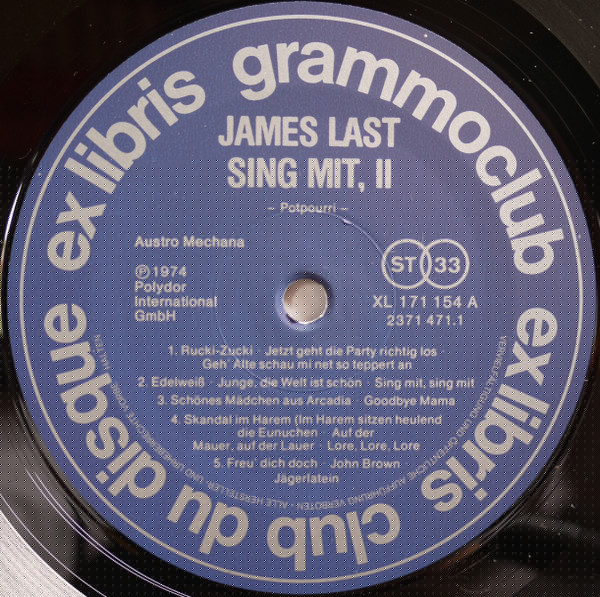 ex libris grammoclub ex libris club du disque
JAMES LAST
SING MIT, II
– Potpourri –
Austro Mechana
ST 33
℗ 1974
Polydor
International
GmbH
XL 171 154 A
2371 471.1
1. Rucki-Zucki · Jetzt geht die Party richtig los ·
Geh' Alte schau mi net so teppert an
2. Edelweiß · Junge, die Welt ist schön · Sing mit, sing mit
3. Schönes Mädchen aus Arcadia · Goodbye Mama
4. Skandal im Harem (Im Harem sitzen heulend
die Eunuchen · Auf der
Mauer, auf der Lauer · Lore, Lore, Lore
5. Freu' dich doch · John Brown ·
Jägerlatein
VERVIELFÄLTIGUNG UND ÖFFENTLICHE AUFFÜHRUNG VERBOTEN · ALLE HERSTELLER- UND URHEBERRECHTE VORBEHALTEN